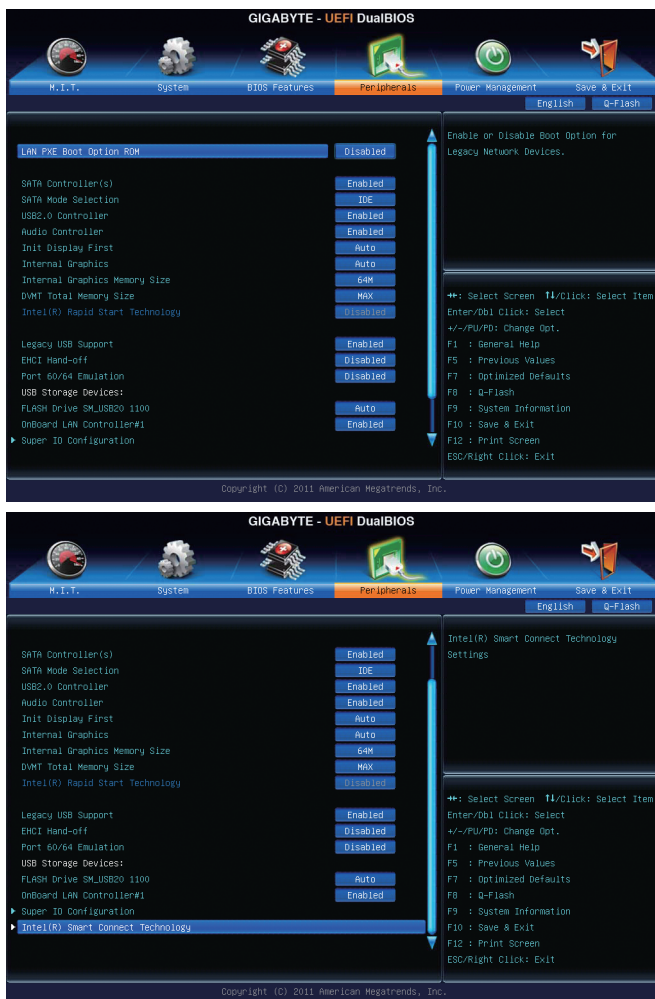 GIGABYTE - UEFI DualBIOS
M.I.T. System BIOS Features Peripherals Power Management Save & Exit
English Q-Flash
LAN PXE Boot Option ROM Disabled
SATA Controller(s) Enabled
SATA Mode Selection IDE
USB2.0 Controller Enabled
Audio Controller Enabled
Init Display First Auto
Internal Graphics Auto
Internal Graphics Memory Size 64M
DVMT Total Memory Size MAX
Intel(R) Rapid Start Technology Disabled
Legacy USB Support Enabled
EHCI Hand-off Disabled
Port 60/64 Emulation Disabled
USB Storage Devices:
FLASH Drive SM_USB20 1100 Auto
OnBoard LAN Controller#1 Enabled
Super IO Configuration
Enable or Disable Boot Option for
Legacy Network Devices.
→←: Select Screen ↑↓/Click: Select Item
Enter/Dbl Click: Select
+/-/PU/PD: Change Opt.
F1 : General Help
F5 : Previous Values
F7 : Optimized Defaults
F8 : Q-Flash
F9 : System Information
F10 : Save & Exit
F12 : Print Screen
ESC/Right Click: Exit
Copyright (C) 2011 American Megatrends, Inc.
GIGABYTE - UEFI DualBIOS
M.I.T. System BIOS Features Peripherals Power Management Save & Exit
English Q-Flash
SATA Controller(s) Enabled
SATA Mode Selection IDE
USB2.0 Controller Enabled
Audio Controller Enabled
Init Display First Auto
Internal Graphics Auto
Internal Graphics Memory Size 64M
DVMT Total Memory Size MAX
Intel(R) Rapid Start Technology Disabled
Legacy USB Support Enabled
EHCI Hand-off Disabled
Port 60/64 Emulation Disabled
USB Storage Devices:
FLASH Drive SM_USB20 1100 Auto
OnBoard LAN Controller#1 Enabled
Super IO Configuration
Intel(R) Smart Connect Technology
Intel(R) Smart Connect Technology
Settings
→←: Select Screen ↑↓/Click: Select Item
Enter/Dbl Click: Select
+/-/PU/PD: Change Opt.
F1 : General Help
F5 : Previous Values
F7 : Optimized Defaults
F8 : Q-Flash
F9 : System Information
F10 : Save & Exit
F12 : Print Screen
ESC/Right Click: Exit
Copyright (C) 2011 American Megatrends, Inc.